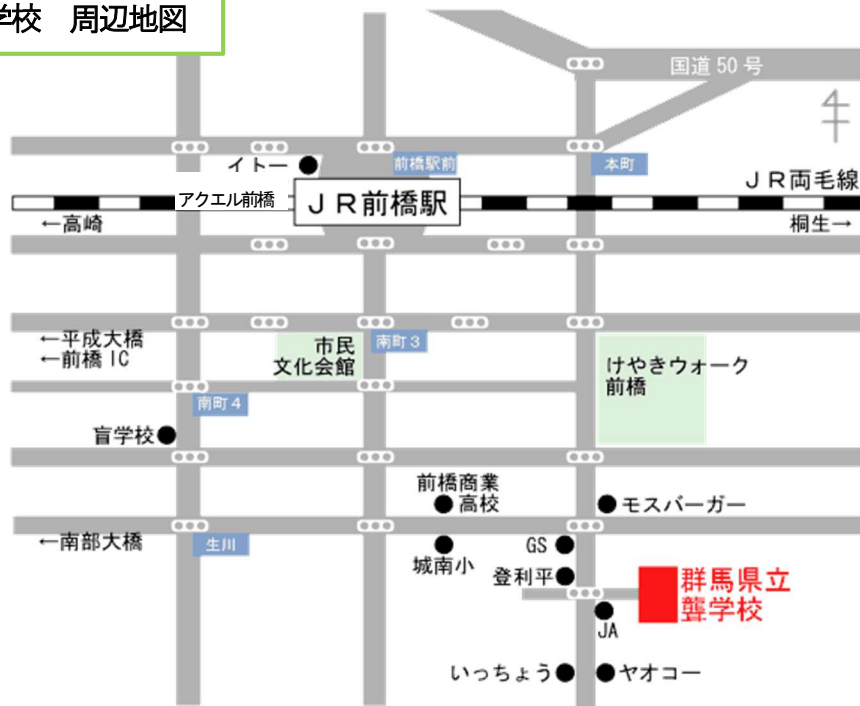 学校　周辺地図
国道50号
イトー
前橋駅前
本町
アクエル前橋
ＪＲ前橋駅
ＪＲ両毛線
←高崎
桐生→
←平成大橋
←前橋IC
市民
文化会館
南町3
けやきウォーク
前橋
南町4
盲学校
前橋商業
高校
モスバーガー
←南部大橋
生川
城南小
GS
登利平
群馬県立
聾学校
JA
いっちょう
ヤオコー